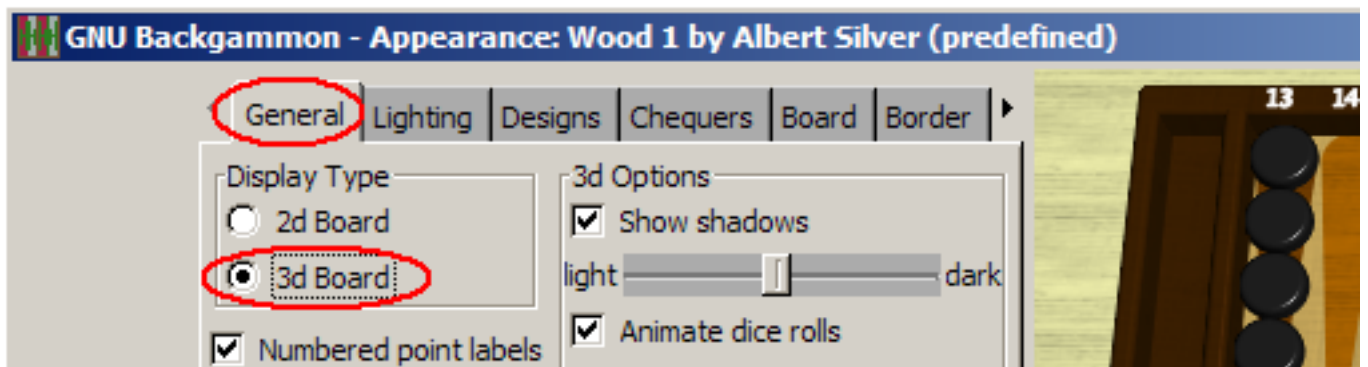 GNU Backgammon - Appearance: Wood 1 by Albert Silver (predefined)
General Lighting Designs Chequers Board Border
Display Type
2d Board
3d Board
Numbered point labels
3d Options
Show shadows
light dark
Animate dice rolls
13 14